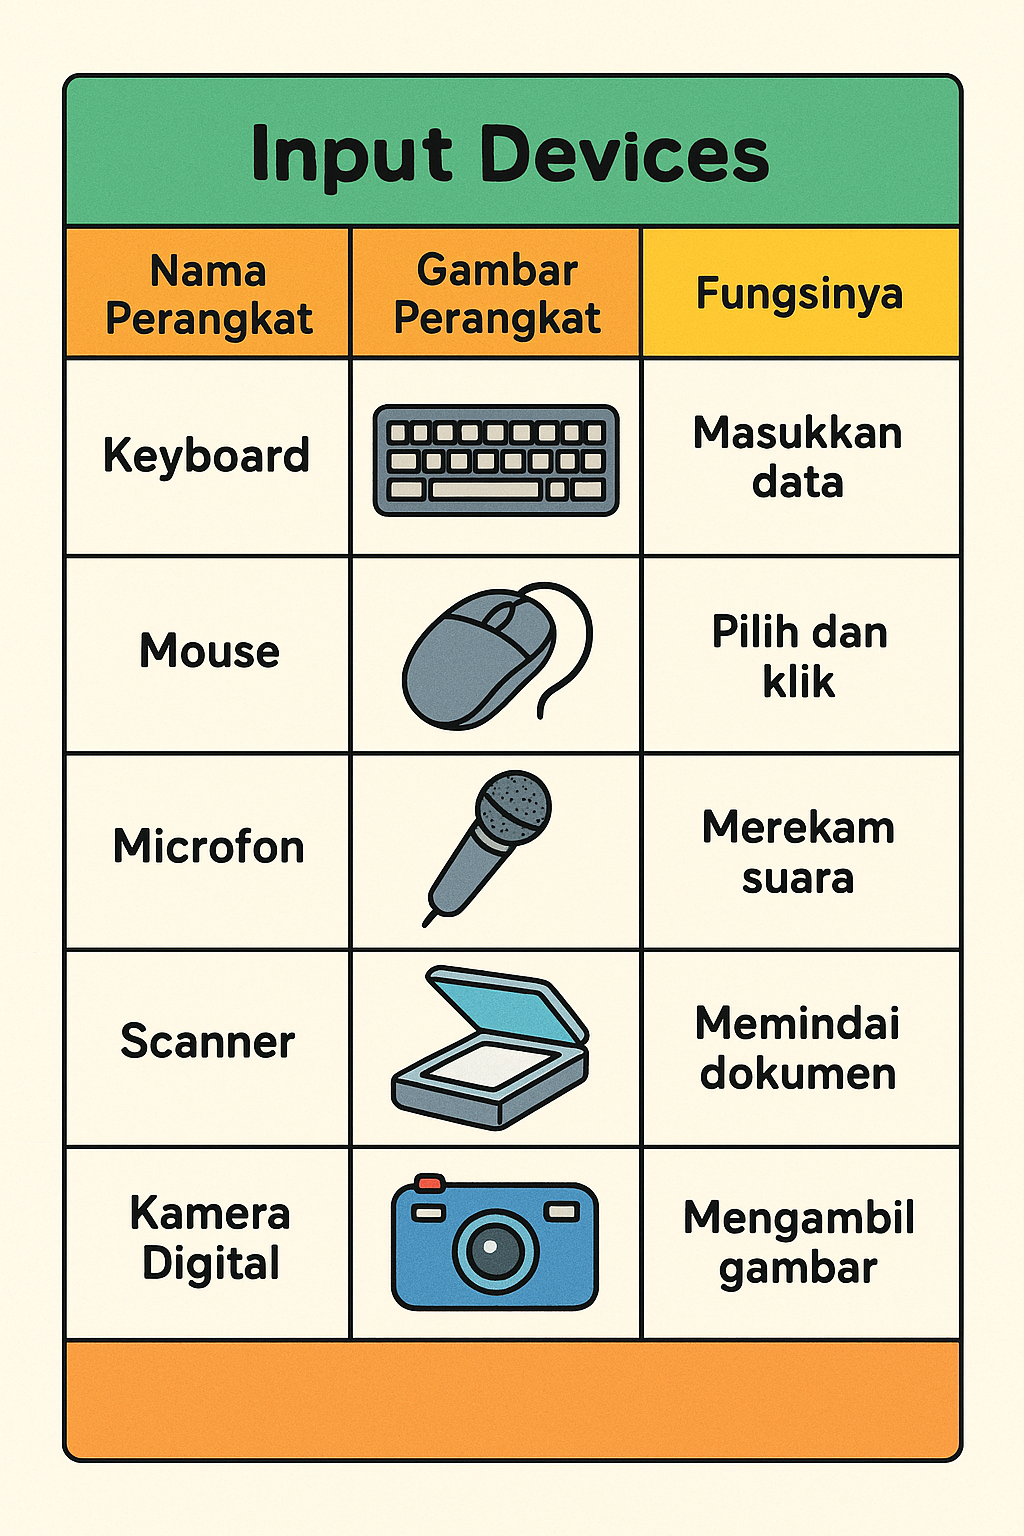 Input Devices
Nama
Perangkat
Gambar
Perangkat
Fungsinya
Keyboard
Masukkan
data
Mouse
Pilih dan
klik
Microfon
Merekam
suara
Scanner
Memindai
dokumen
Kamera
Digital
Mengambil
gambar